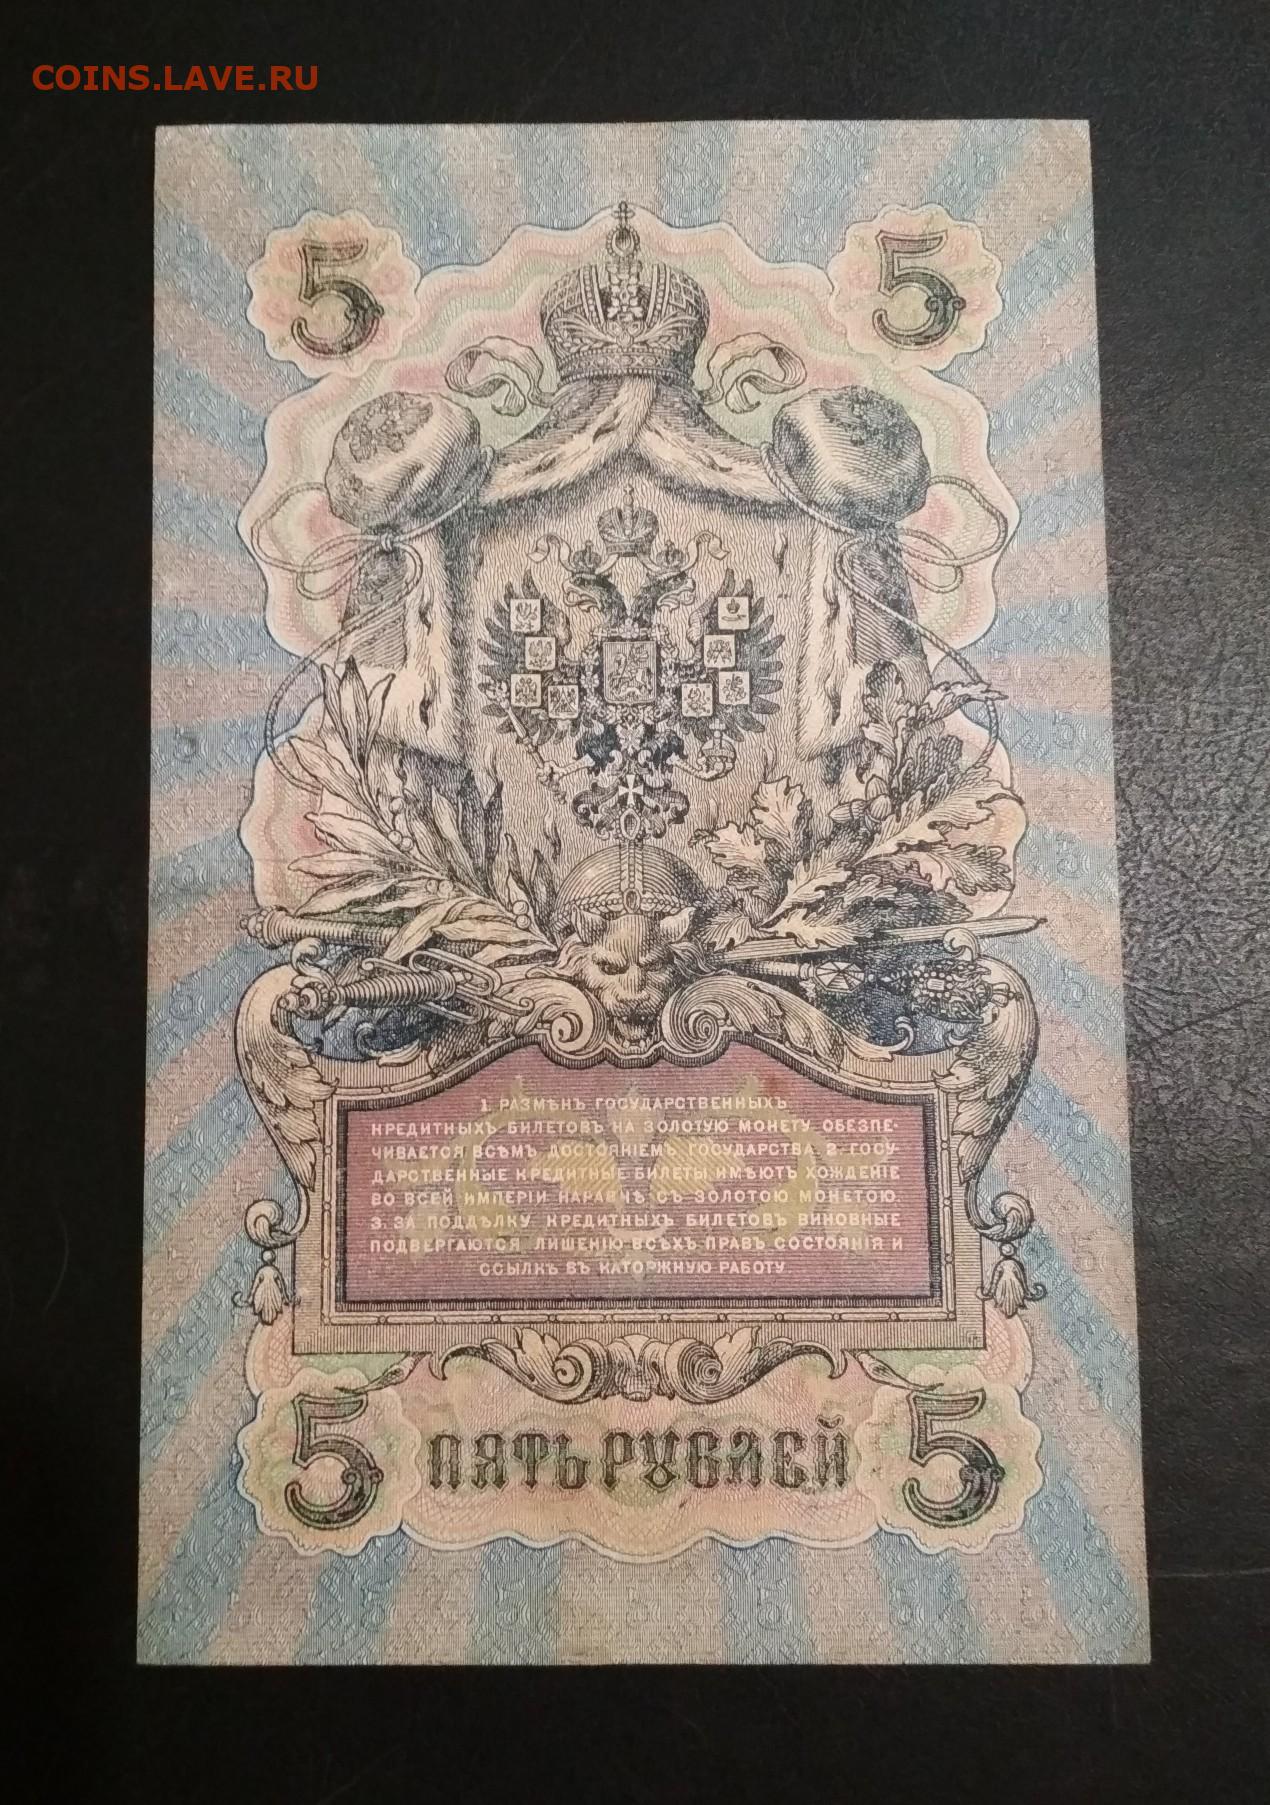 COINS.LAVE.RU
5 5
1. РАЗМѢНЪ ГОСУДАРСТВЕННЫХЪ
КРЕДИТНЫХЪ БИЛЕТОВЪ НА ЗОЛОТУЮ МОНЕТУ ОБЕЗПЕ-
ЧИВАЕТСЯ ВСѢМЪ ДОСТОЯНІЕМЪ ГОСУДАРСТВА 2. ГОСУ-
ДАРСТВЕННЫЕ КРЕДИТНЫЕ БИЛЕТЫ ИМѢЮТЪ ХОЖДЕНІЕ
ВО ВСЕЙ ИМПЕРІИ НАРАВНѢ СЪ ЗОЛОТОЮ МОНЕТОЮ.
3. ЗА ПОДДѢЛКУ КРЕДИТНЫХЪ БИЛЕТОВЪ ВИНОВНЫЕ
ПОДВЕРГАЮТСЯ ЛИШЕНІЮ ВСѢХЪ ПРАВЪ СОСТОЯНІЯ И
ССЫЛКѢ ВЪ КАТОРЖНУЮ РАБОТУ.
5 ПЯТЬ РУБЛЕЙ 5